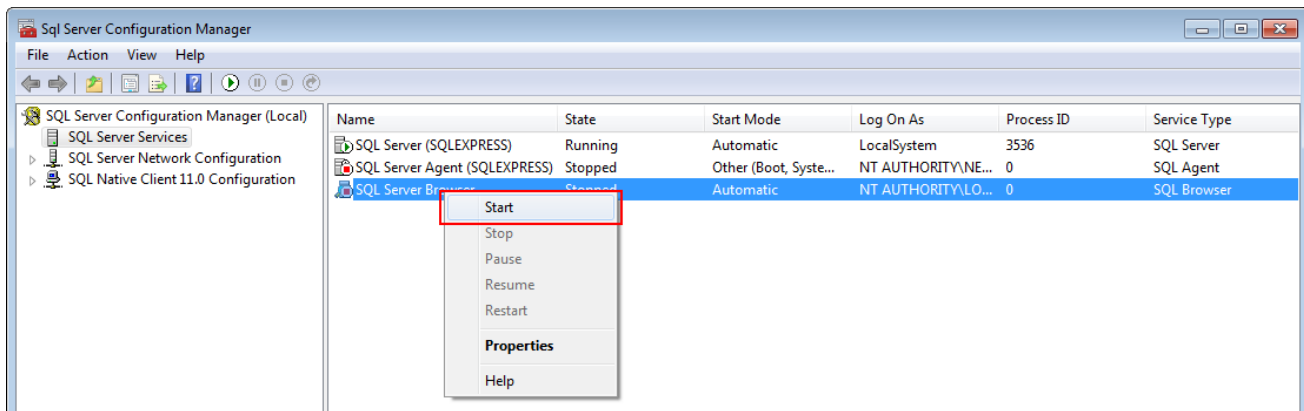 Sql Server Configuration Manager
File Action View Help
SQL Server Configuration Manager (Local)
SQL Server Services
SQL Server Network Configuration
SQL Native Client 11.0 Configuration
Name State Start Mode Log On As Process ID Service Type
SQL Server (SQLEXPRESS) Running Automatic LocalSystem 3536 SQL Server
SQL Server Agent (SQLEXPRESS) Stopped Other (Boot, Syste... NT AUTHORITY\NE... 0 SQL Agent
SQL Server Browser Stopped Automatic NT AUTHORITY\LO... 0 SQL Browser
Start
Stop
Pause
Resume
Restart
Properties
Help